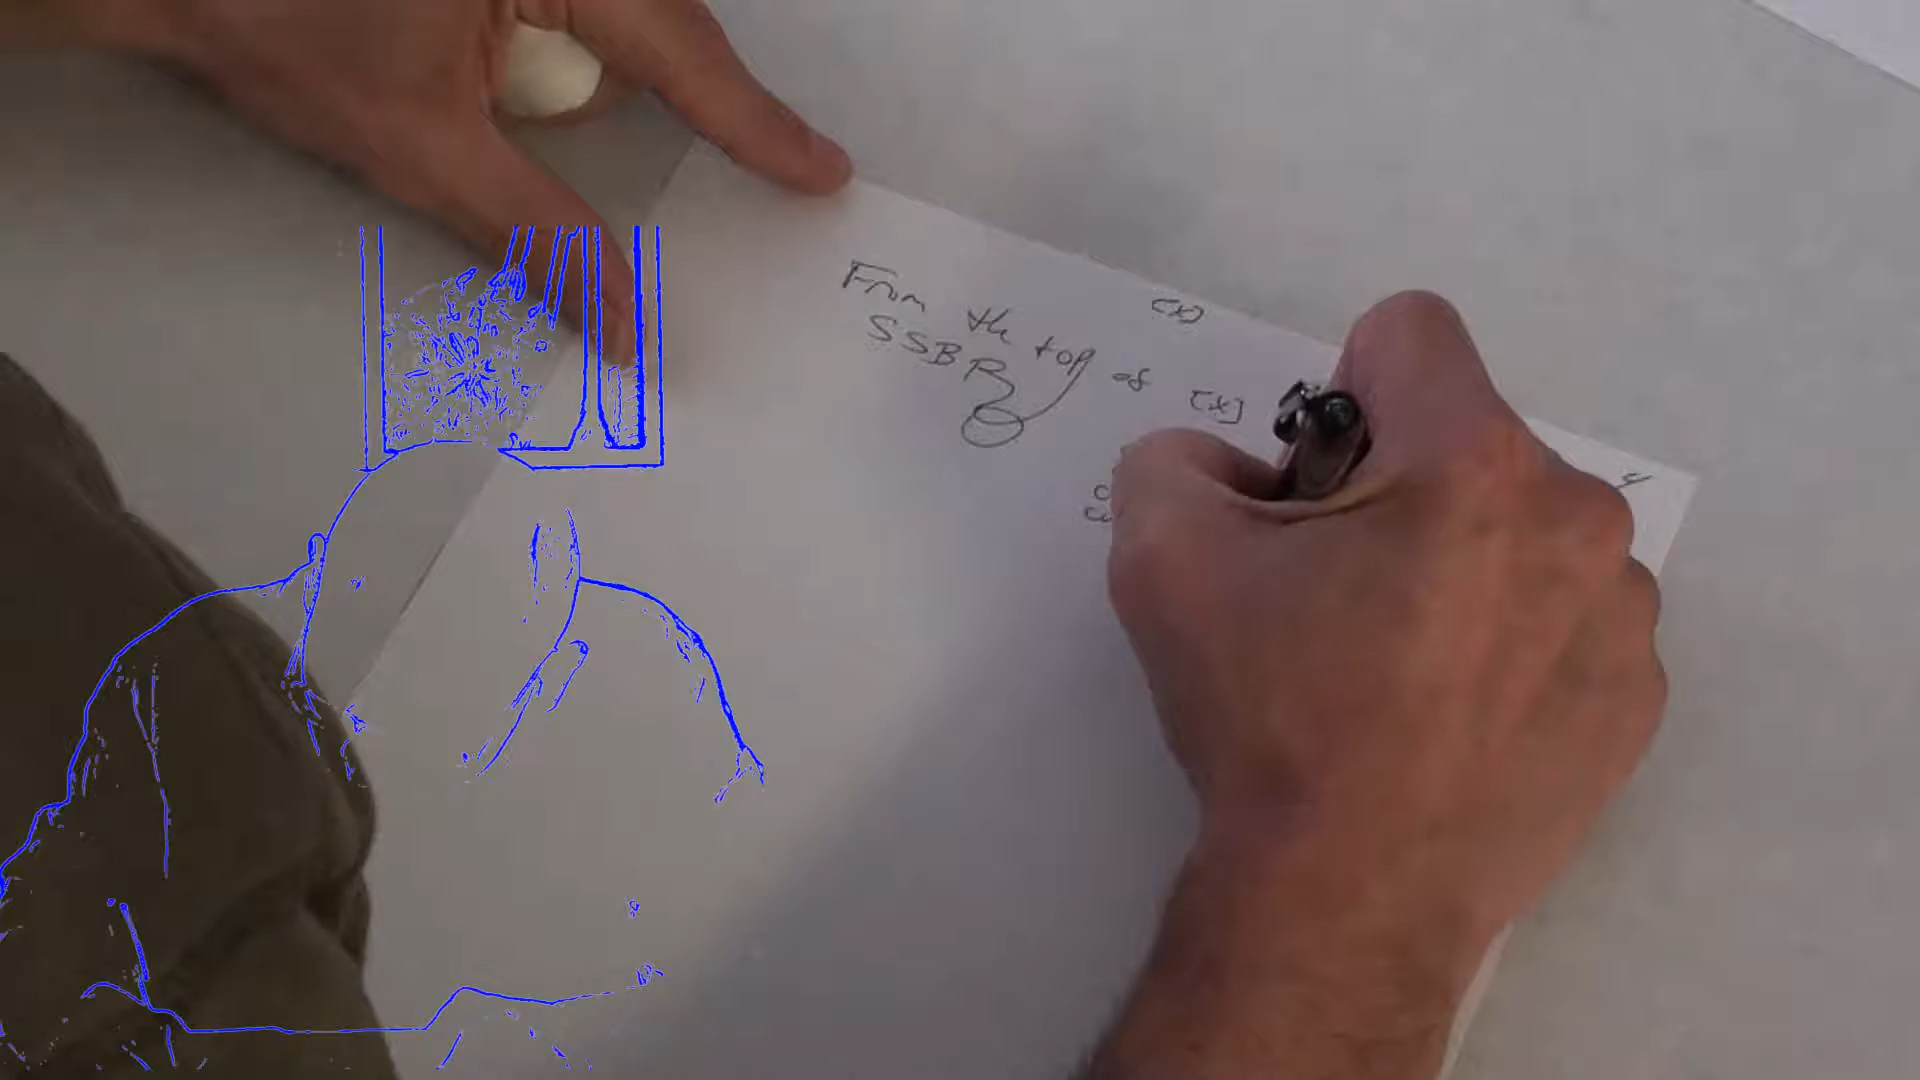 [x]
From the top of [x]
SSBR
y